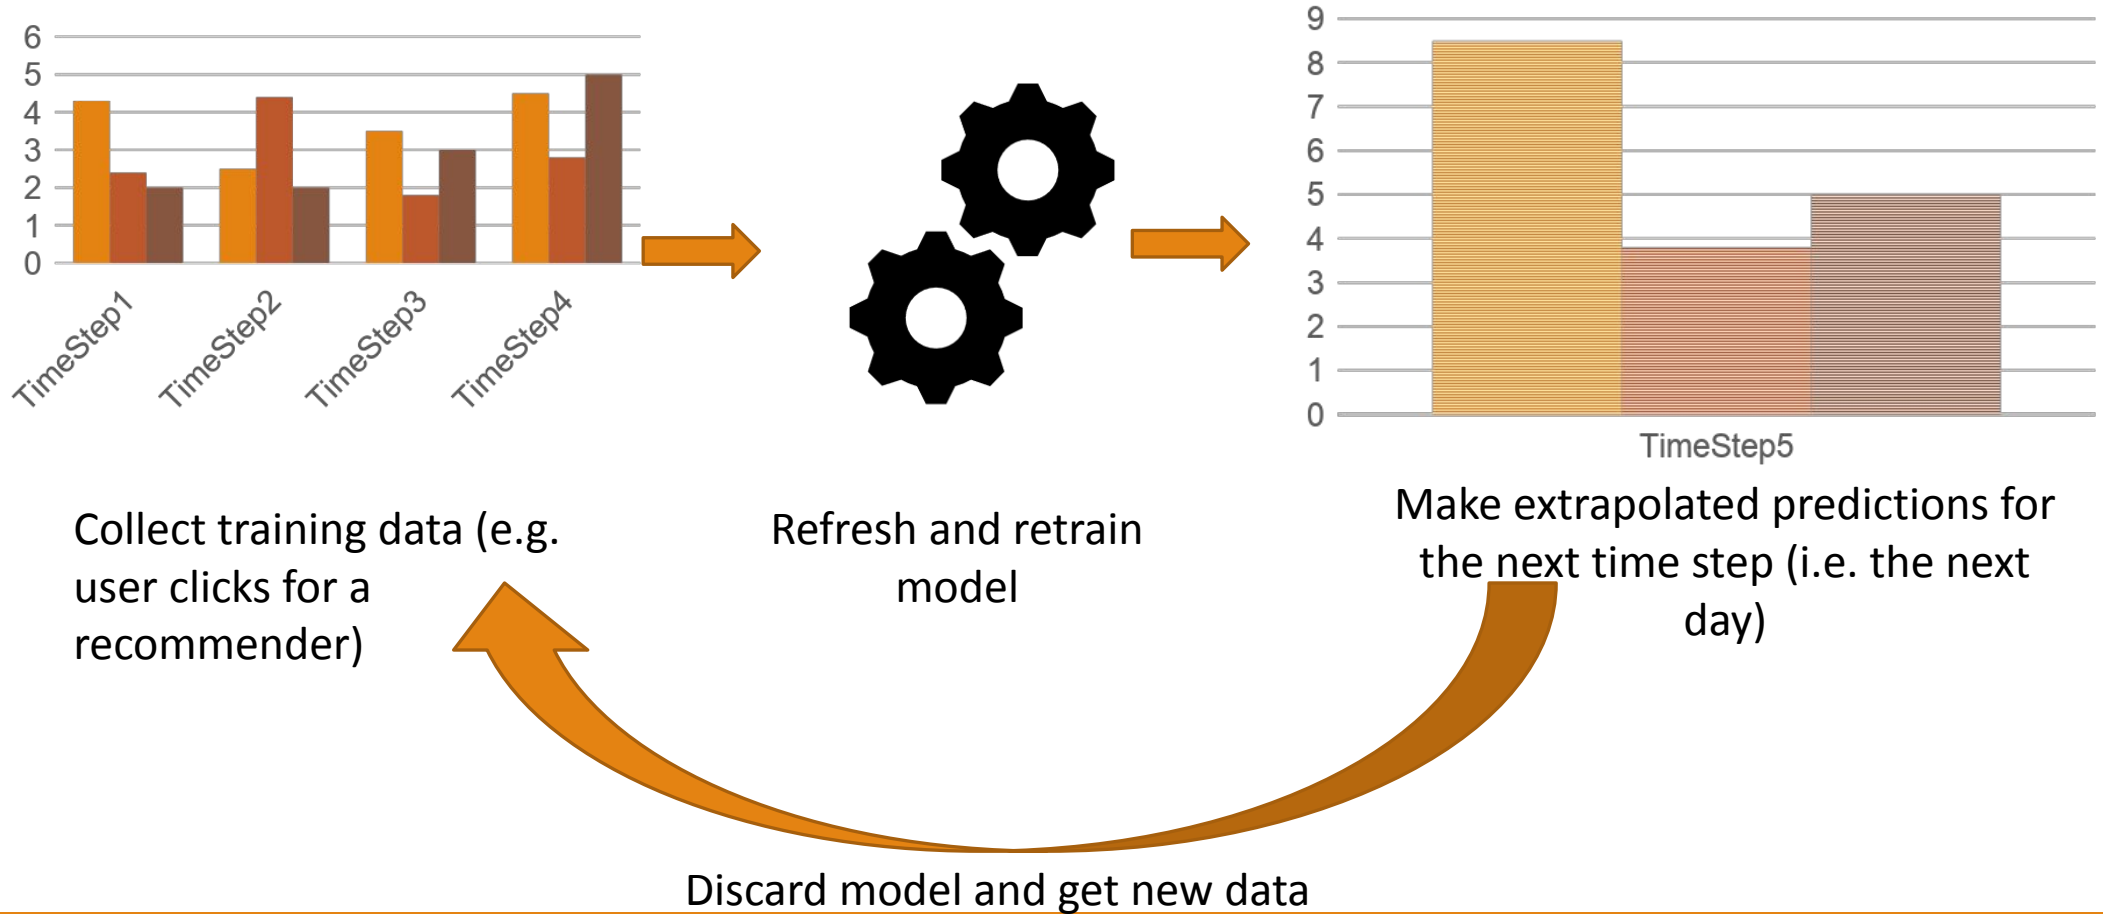 6
5
4
3
2
1
0
TimeStep1
TimeStep2
TimeStep3
TimeStep4
9
8
7
6
5
4
3
2
1
0
TimeStep5
Collect training data (e.g.
user clicks for a
recommender)
Refresh and retrain
model
Make extrapolated predictions for
the next time step (i.e. the next
day)
Discard model and get new data